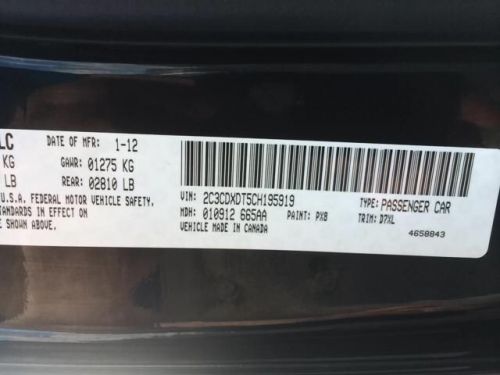 LC DATE OF MFR: 1-12
KG GAWR: 01275 KG
LB REAR: 02810 LB
U.S.A. FEDERAL MOTOR VEHICLE SAFETY.
STANDARDS IN EFFECT ON
E SHOWN ABOVE.
VIN: 2C3CDXDT5CH195919 TYPE: PASSENGER CAR
MDH: 010912 665AA PAINT: PX8 TRIM: D7XL
VEHICLE MADE IN CANADA
4658843